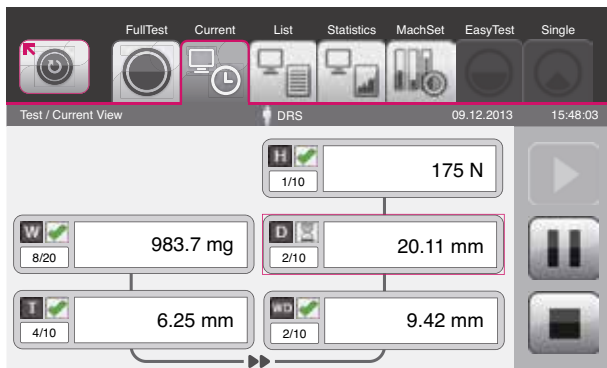 FullTest Current List Statistics MachSet EasyTest Single
Test / Current View DRS 09.12.2013 15:48:03
H 1/10 175 N
W 8/20 983.7 mg D 2/10 20.11 mm
T 4/10 6.25 mm WD 2/10 9.42 mm